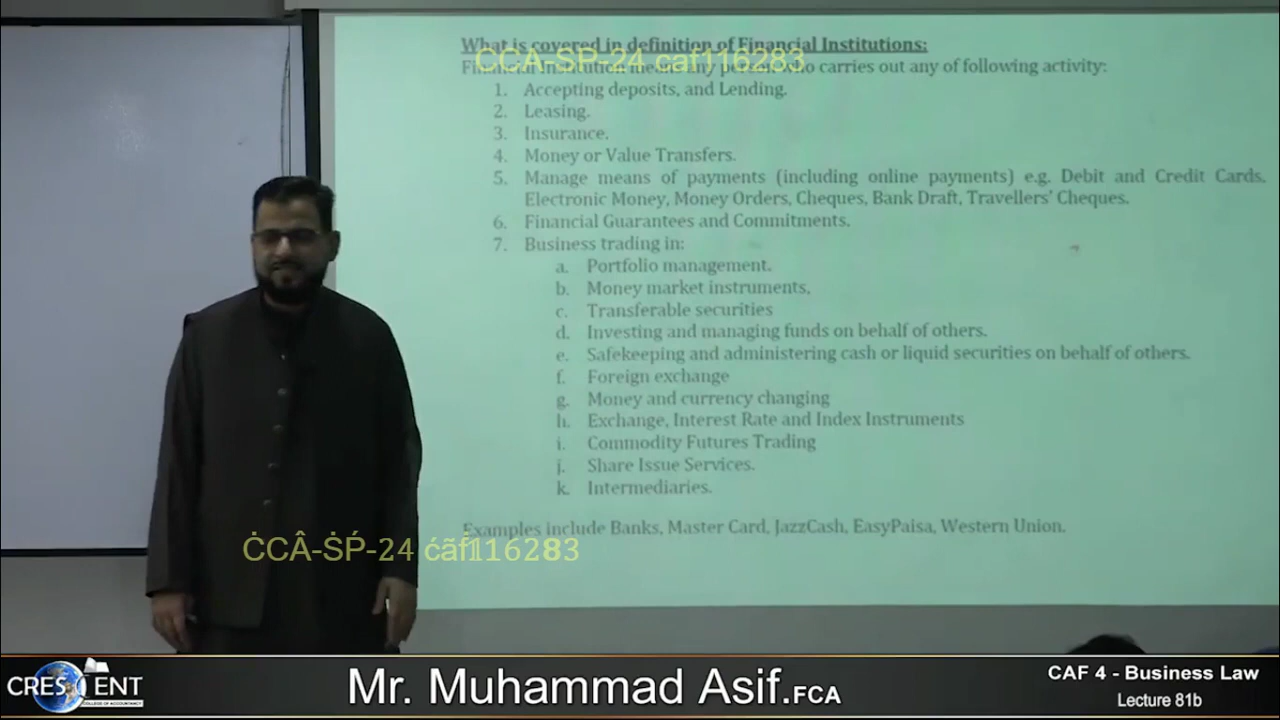 What is covered in definition of Financial Institutions:
CCA-SP-24 caf116283
Financial Institution means any person who carries out any of following activity:
1. Accepting deposits, and Lending.
2. Leasing.
3. Insurance.
4. Money or Value Transfers.
5. Manage means of payments (including online payments) e.g. Debit and Credit Cards,
Electronic Money, Money Orders, Cheques, Bank Draft, Travellers' Cheques.
6. Financial Guarantees and Commitments.
7. Business trading in:
a. Portfolio management.
b. Money market instruments,
c. Transferable securities
d. Investing and managing funds on behalf of others.
e. Safekeeping and administering cash or liquid securities on behalf of others.
f. Foreign exchange
g. Money and currency changing
h. Exchange, Interest Rate and Index Instruments
i. Commodity Futures Trading
j. Share Issue Services.
k. Intermediaries.
Examples include Banks, Master Card, JazzCash, EasyPaisa, Western Union.
ĊCÂ-ṠṔ-24 ćãḟ116283
CRESCENT
COLLEGE OF ACCOUNTANCY
Mr. Muhammad Asif.FCA
CAF 4 - Business Law
Lecture 81b